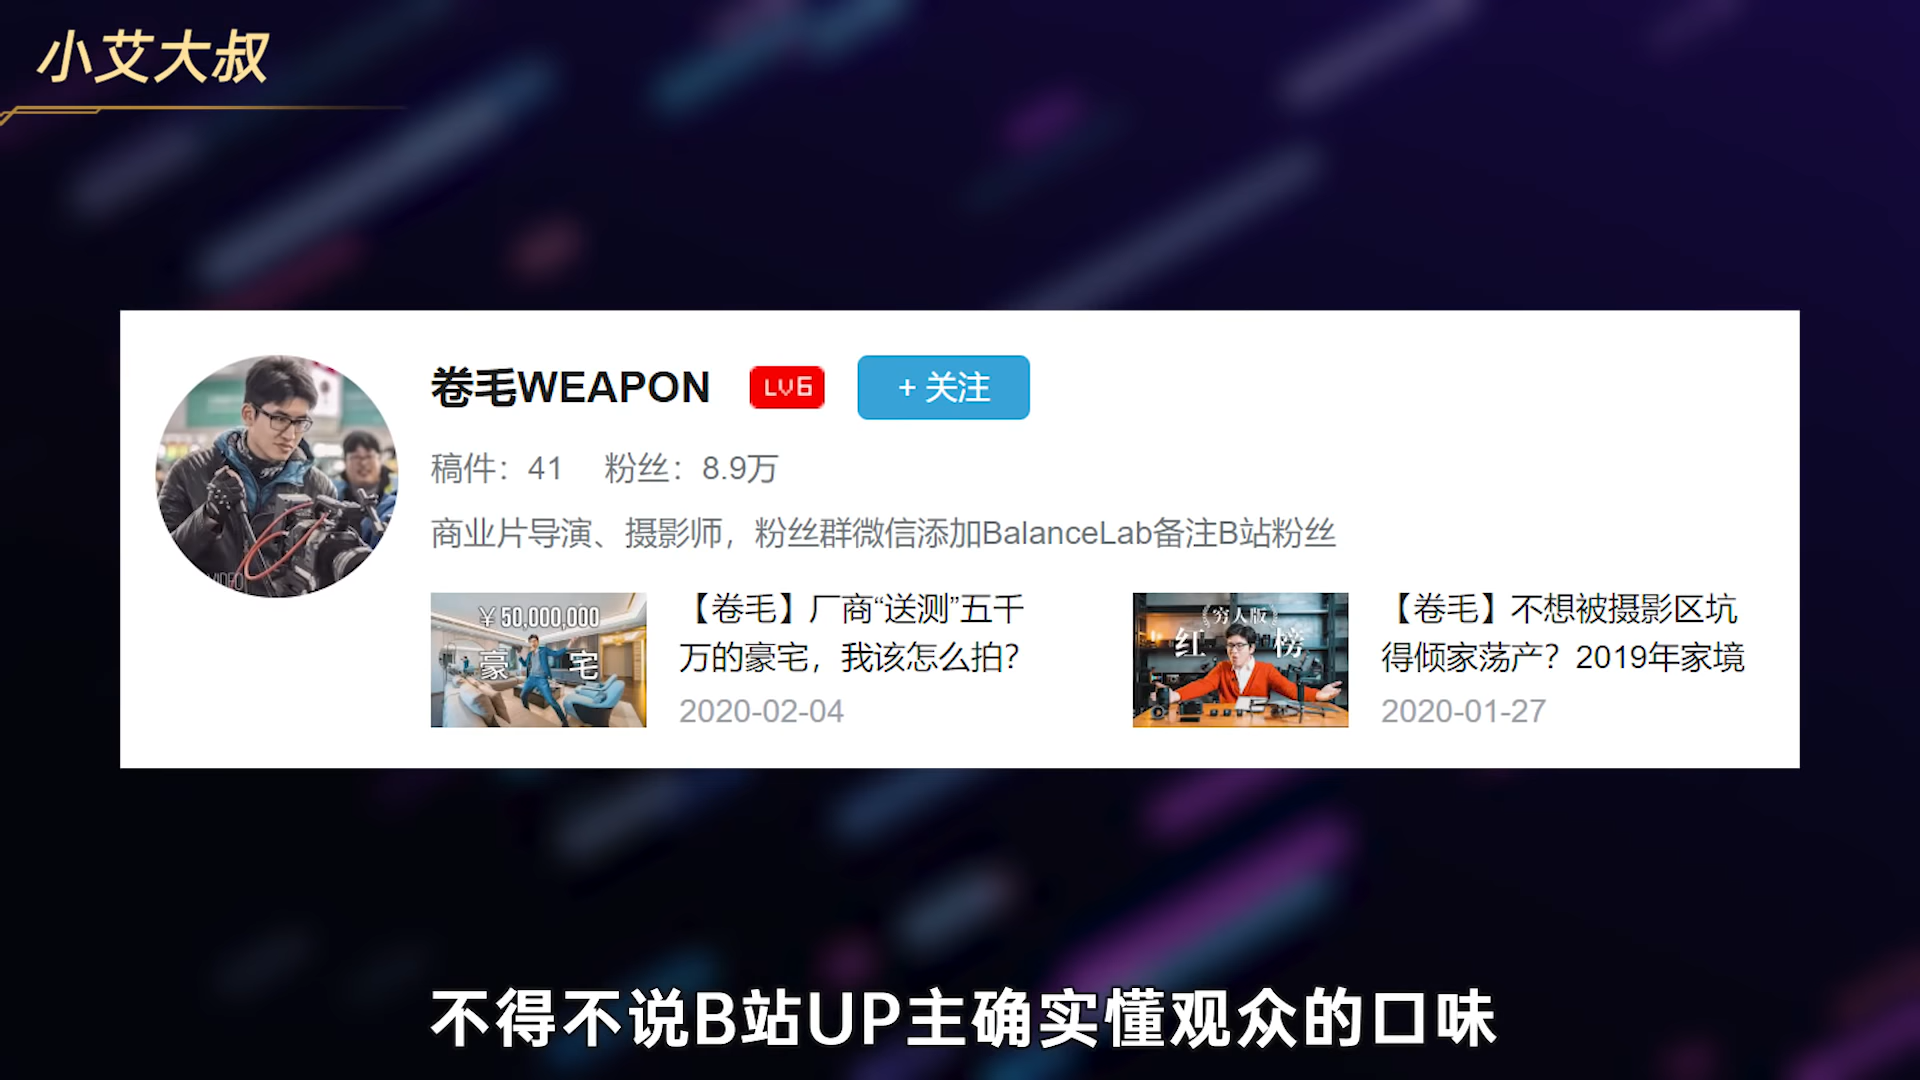 小艾大叔
卷毛WEAPON LV6 + 关注
稿件：41 粉丝：8.9万
商业片导演、摄影师，粉丝群微信添加BalanceLab备注B站粉丝
¥50,000,000
豪宅
【卷毛】厂商“送测”五千
万的豪宅，我该怎么拍？
2020-02-04
穷人版
红榜
【卷毛】不想被摄影区坑
得倾家荡产？2019年家境
2020-01-27
VIDEO
不得不说B站UP主确实懂观众的口味